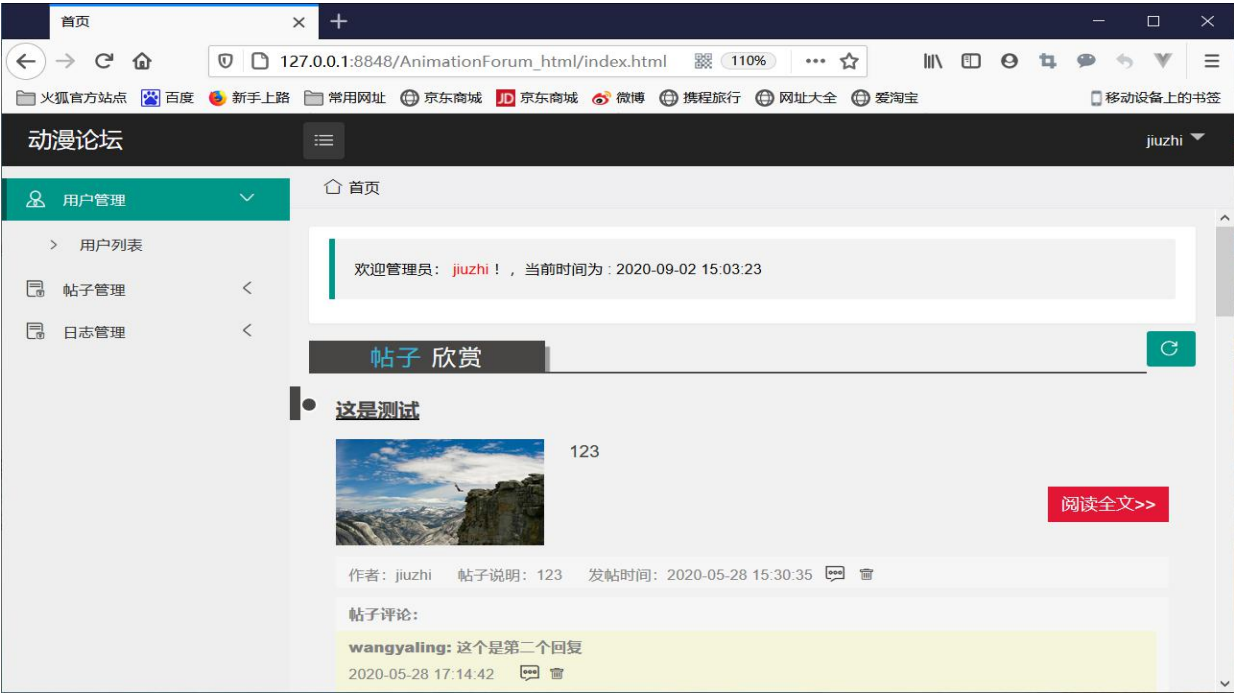 首页
127.0.0.1:8848/AnimationForum_html/index.html 110%
火狐官方站点 百度 新手上路 常用网址 京东商城 JD 京东商城 微博 携程旅行 网址大全 爱淘宝 移动设备上的书签
动漫论坛 jiuzhi
用户管理
首页
用户列表
欢迎管理员： jiuzhi！，当前时间为 : 2020-09-02 15:03:23
帖子管理
日志管理
帖子 欣赏
这是测试
123
阅读全文>>
作者：jiuzhi 帖子说明：123 发帖时间：2020-05-28 15:30:35
帖子评论：
wangyaling: 这个是第二个回复
2020-05-28 17:14:42